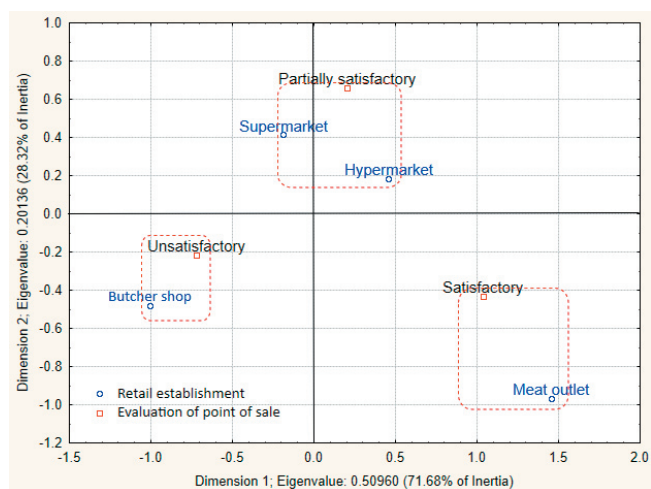 1.0
0.8
Partially satisfactory
0.6
Supermarket
0.4
Hypermarket
0.2
0.0
-0.2
Unsatisfactory
Satisfactory
-0.4
Butcher shop
-0.6
-0.8
Retail establishment
Meat outlet
-1.0
Evaluation of point of sale
-1.2
-1.5 -1.0 -0.5 0.0 0.5 1.0 1.5 2.0
Dimension 1; Eigenvalue: 0.50960 (71.68% of Inertia)
Dimension 2; Eigenvalue: 0.20136 (28.32% of Inertia)